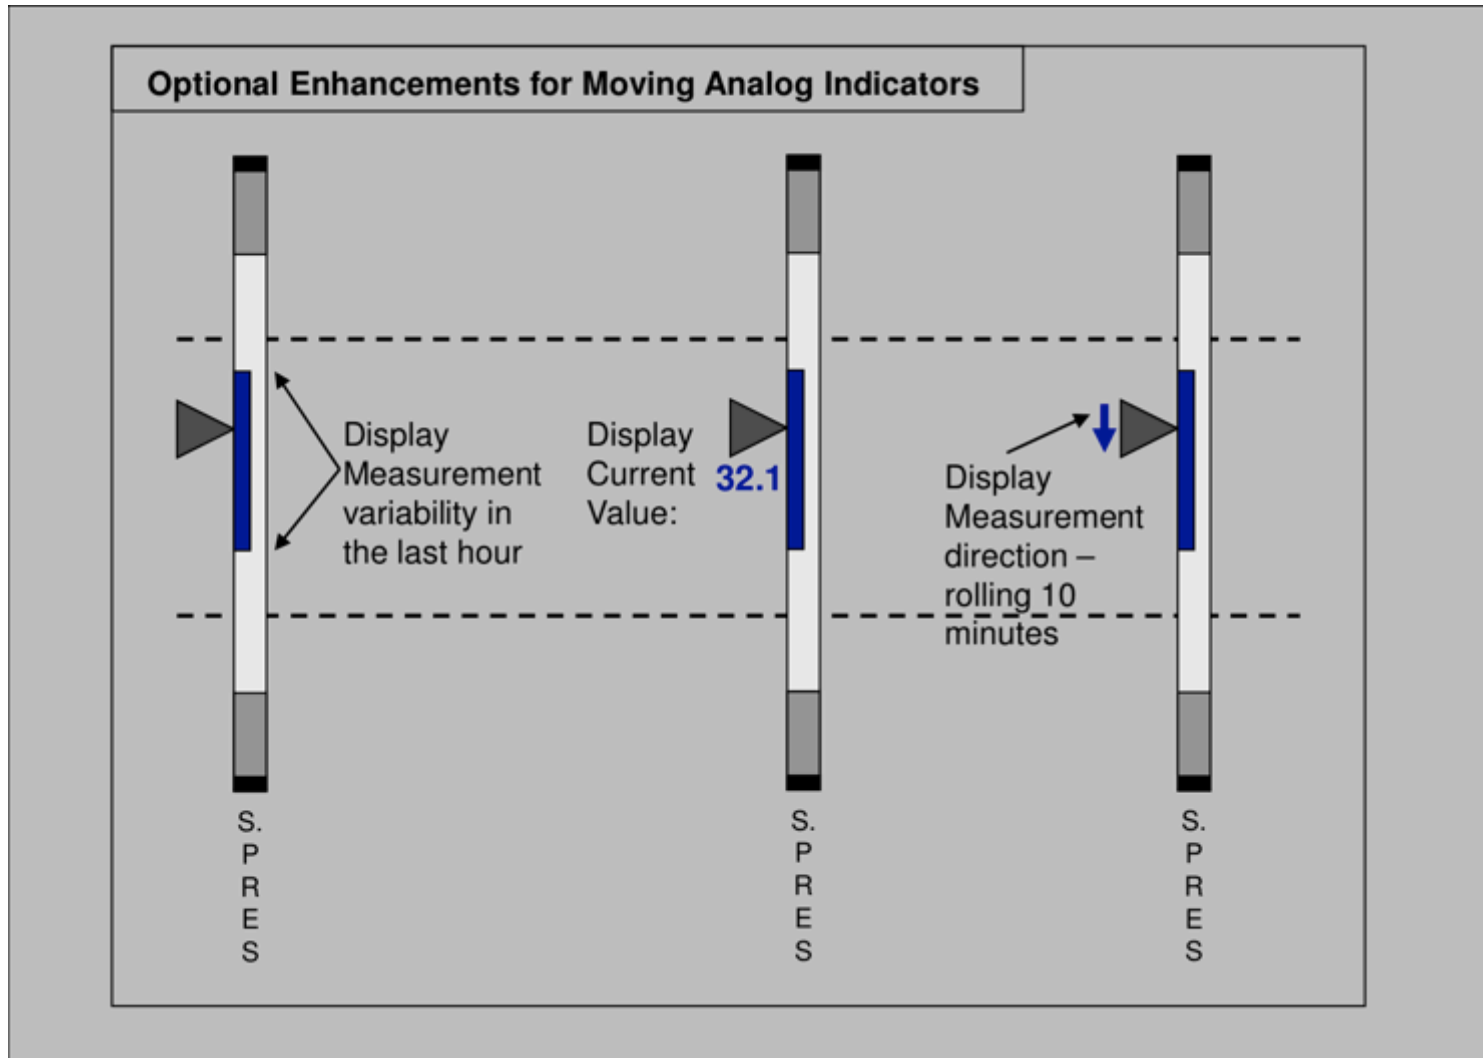 Optional Enhancements for Moving Analog Indicators
Display
Measurement
variability in
the last hour
Display
Current
Value:
32.1
Display
Measurement
direction –
rolling 10
minutes
S.
P
R
E
S
S.
P
R
E
S
S.
P
R
E
S